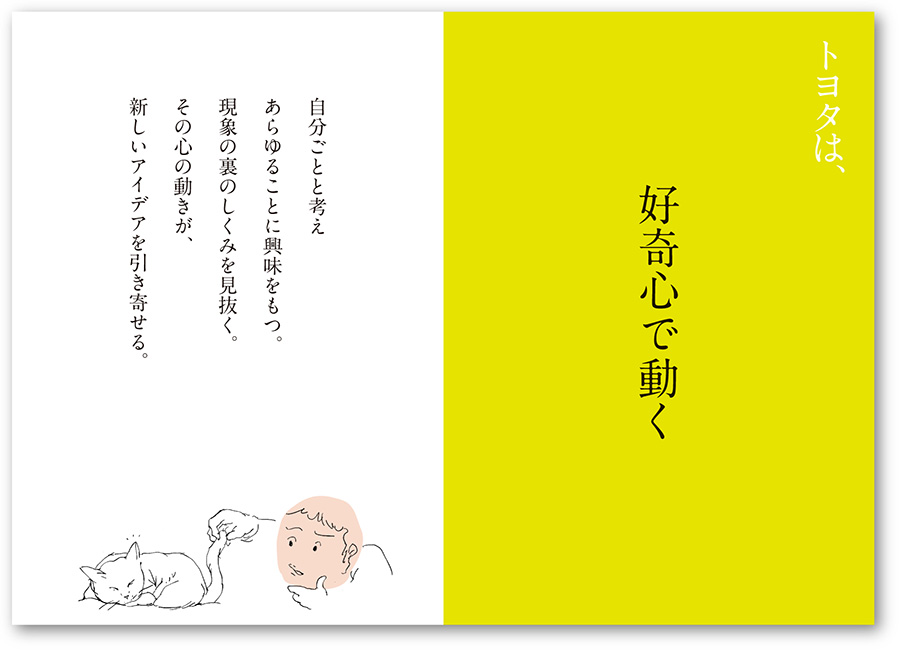 トヨタは、
好奇心で動く
自分ごとと考え
あらゆることに興味をもつ。
現象の裏のしくみを見抜く。
その心の動きが、
新しいアイデアを引き寄せる。